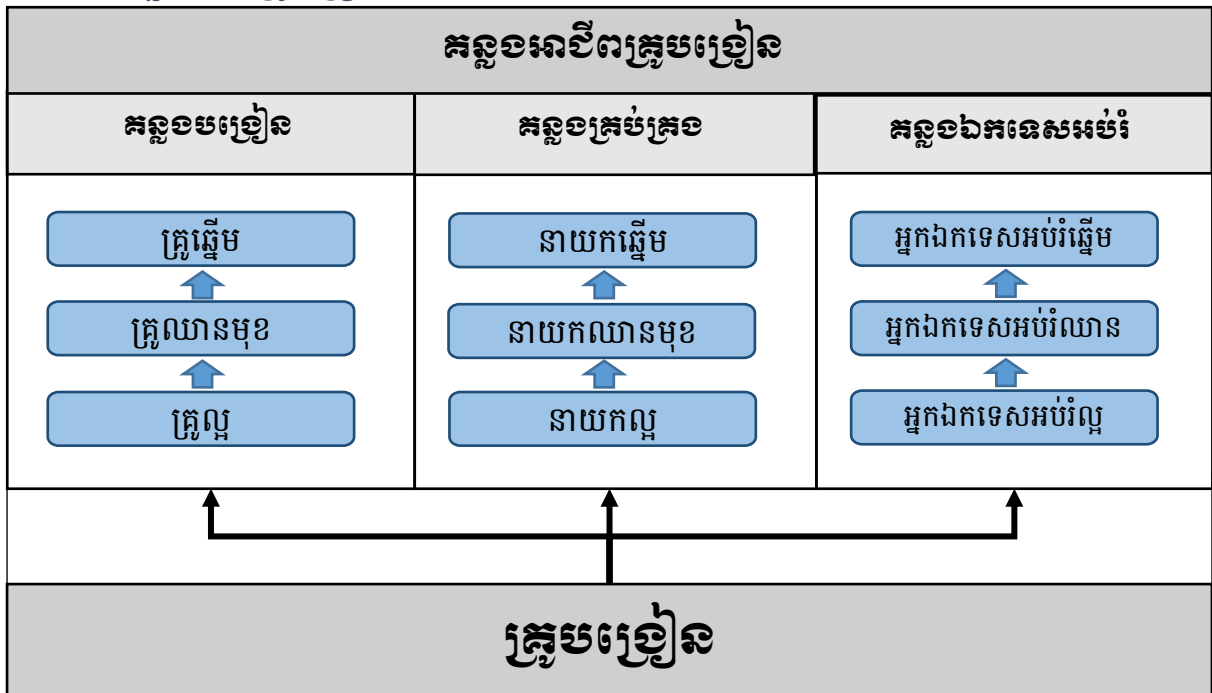 គន្លងអាជីពគ្រូបង្រៀន
គន្លងបង្រៀន
គន្លងគ្រប់គ្រង
គន្លងឯកទេសអប់រំ
គ្រូឆ្នើម
នាយកឆ្នើម
អ្នកឯកទេសអប់រំឆ្នើម
គ្រូឈានមុខ
នាយកឈានមុខ
អ្នកឯកទេសអប់រំឈាន
គ្រូល្អ
នាយកល្អ
អ្នកឯកទេសអប់រំល្អ
គ្រូបង្រៀន